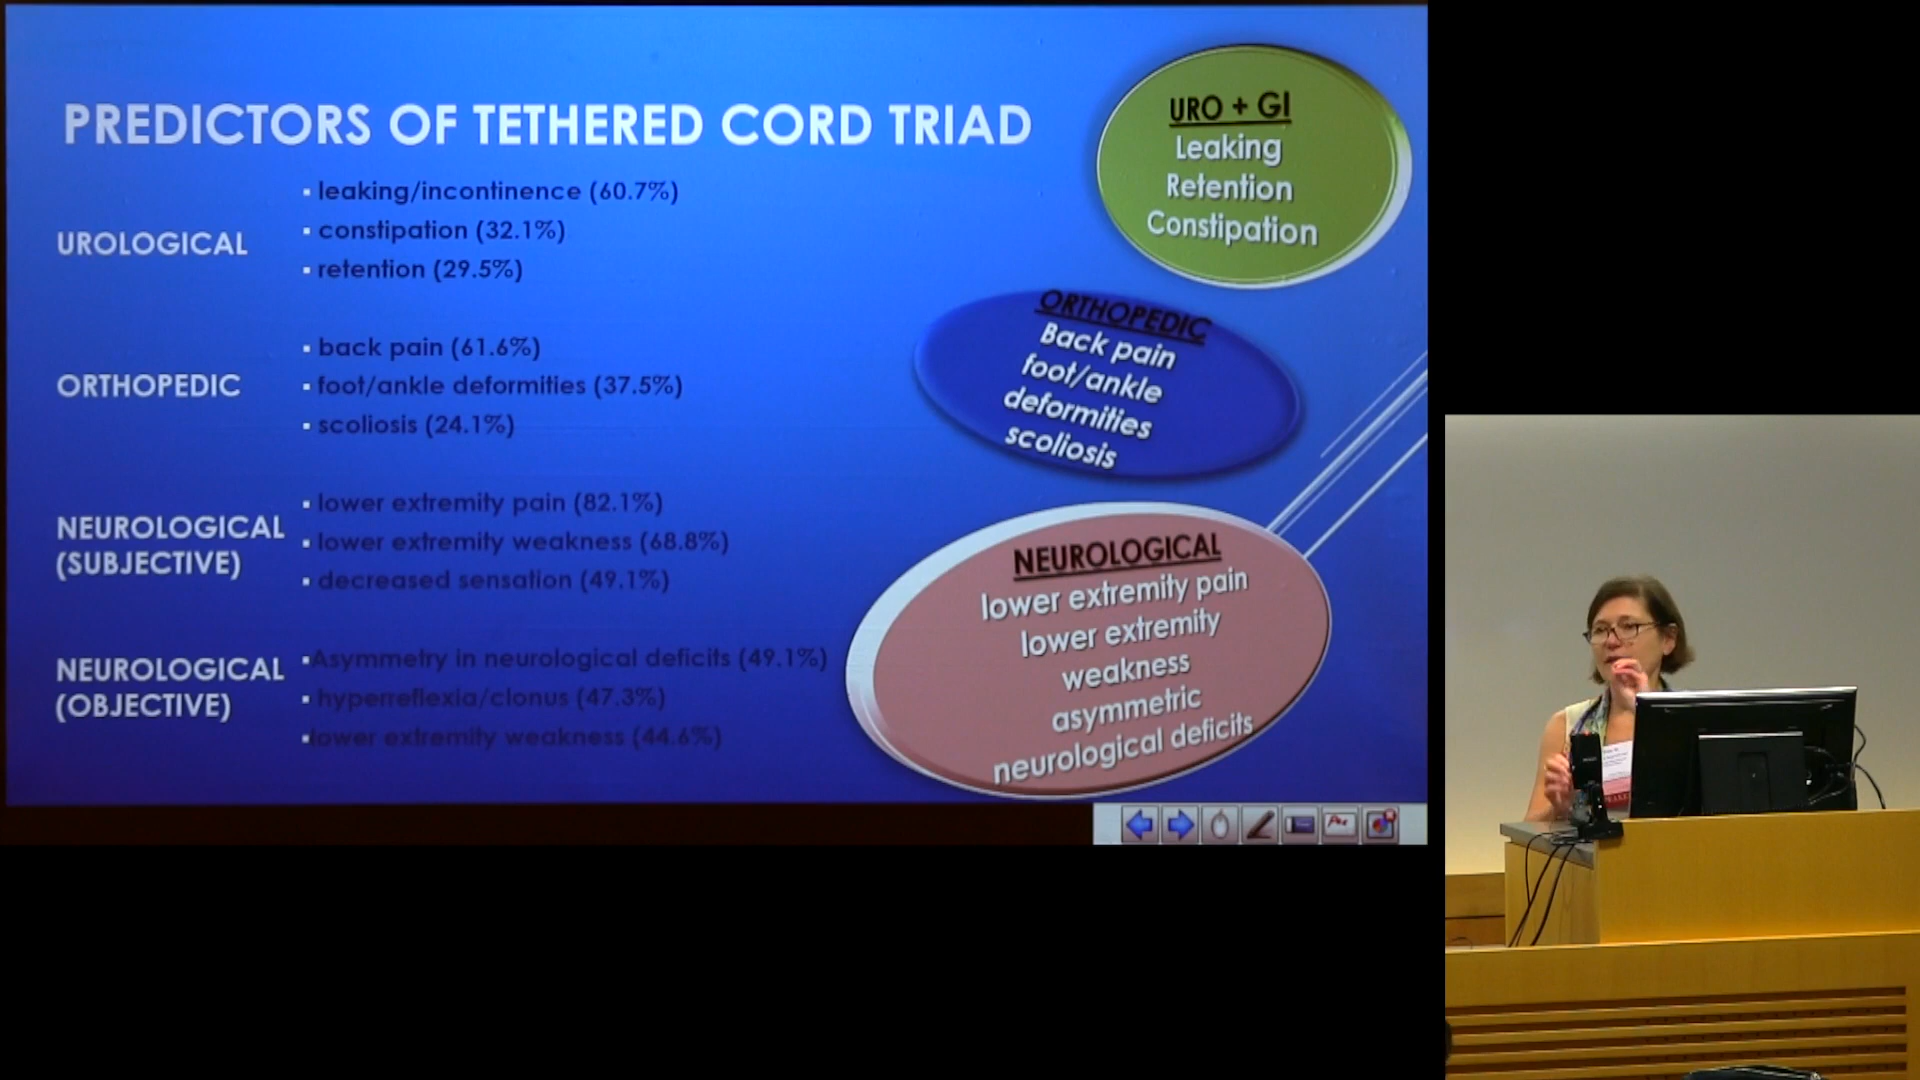 PREDICTORS OF TETHERED CORD TRIAD
UROLOGICAL
▪ leaking/incontinence (60.7%)
▪ constipation (32.1%)
▪ retention (29.5%)
ORTHOPEDIC
▪ back pain (61.6%)
▪ foot/ankle deformities (37.5%)
▪ scoliosis (24.1%)
NEUROLOGICAL
(SUBJECTIVE)
▪ lower extremity pain (82.1%)
▪ lower extremity weakness (68.8%)
▪ decreased sensation (49.1%)
NEUROLOGICAL
(OBJECTIVE)
▪Asymmetry in neurological deficits (49.1%)
▪ hyperreflexia/clonus (47.3%)
▪lower extremity weakness (44.6%)
URO + GI
Leaking
Retention
Constipation
ORTHOPEDIC
Back pain
foot/ankle
deformities
scoliosis
NEUROLOGICAL
lower extremity pain
lower extremity
weakness
asymmetric
neurological deficits